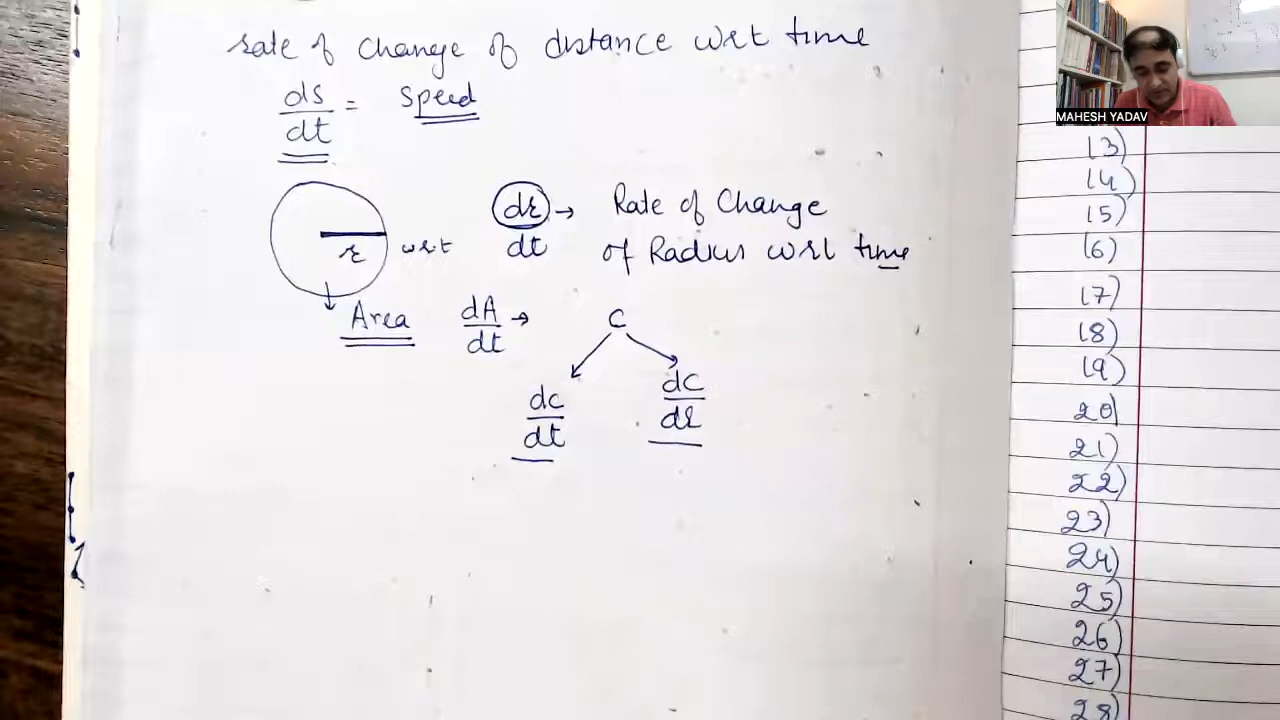 rate of change of distance wrt time
ds/dt = speed
r wrt dr/dt → Rate of Change
of Radius wrt time
Area dA/dt → C
dc/dt dc/dr
MAHESH YADAV
13)
14)
15)
16)
17)
18)
19)
20)
21)
22)
23)
24)
25)
26)
27)
28)